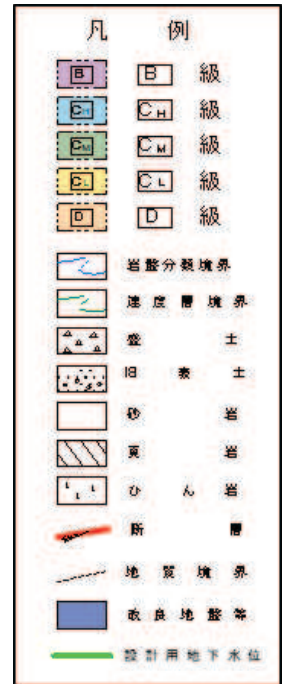 凡例
B B 級
CH CH 級
CM CM 級
CL CL 級
D D 級
岩盤分類境界
速度層境界
盛土
旧表土
砂岩
頁岩
ひん岩
断層
地質境界
改良地盤等
設計用地下水位